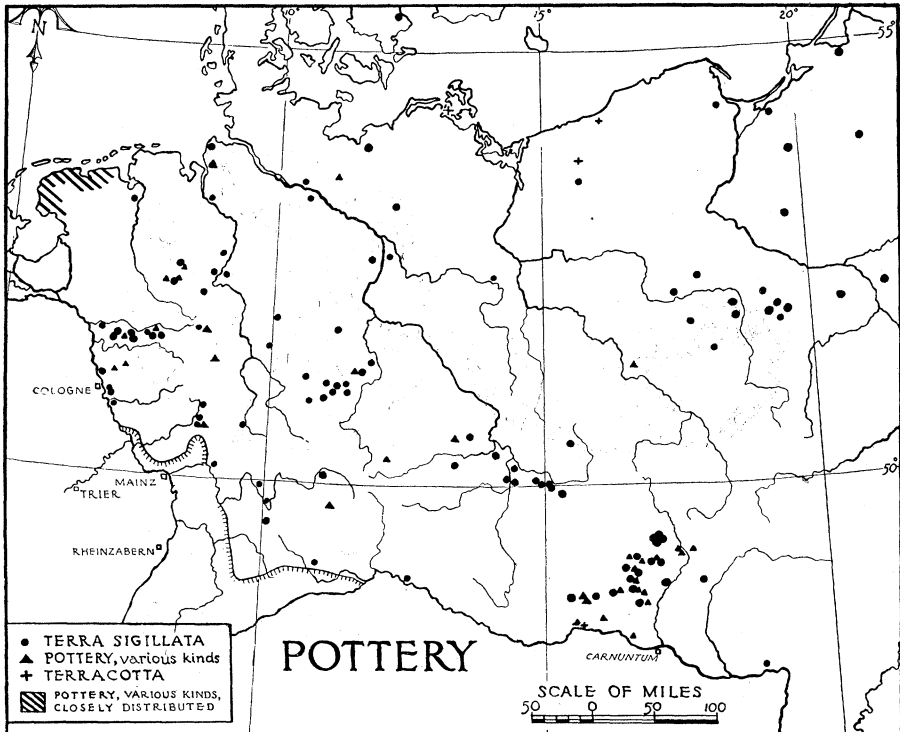 N
10°
15°
20°
55°
COLOGNE
MAINZ
TRIER
50°
RHEINZABERN
TERRA SIGILLATA
POTTERY, various kinds
TERRACOTTA
POTTERY, VARIOUS KINDS,
CLOSELY DISTRIBUTED
POTTERY
CARNUNTUM
SCALE OF MILES
50 0 50 100